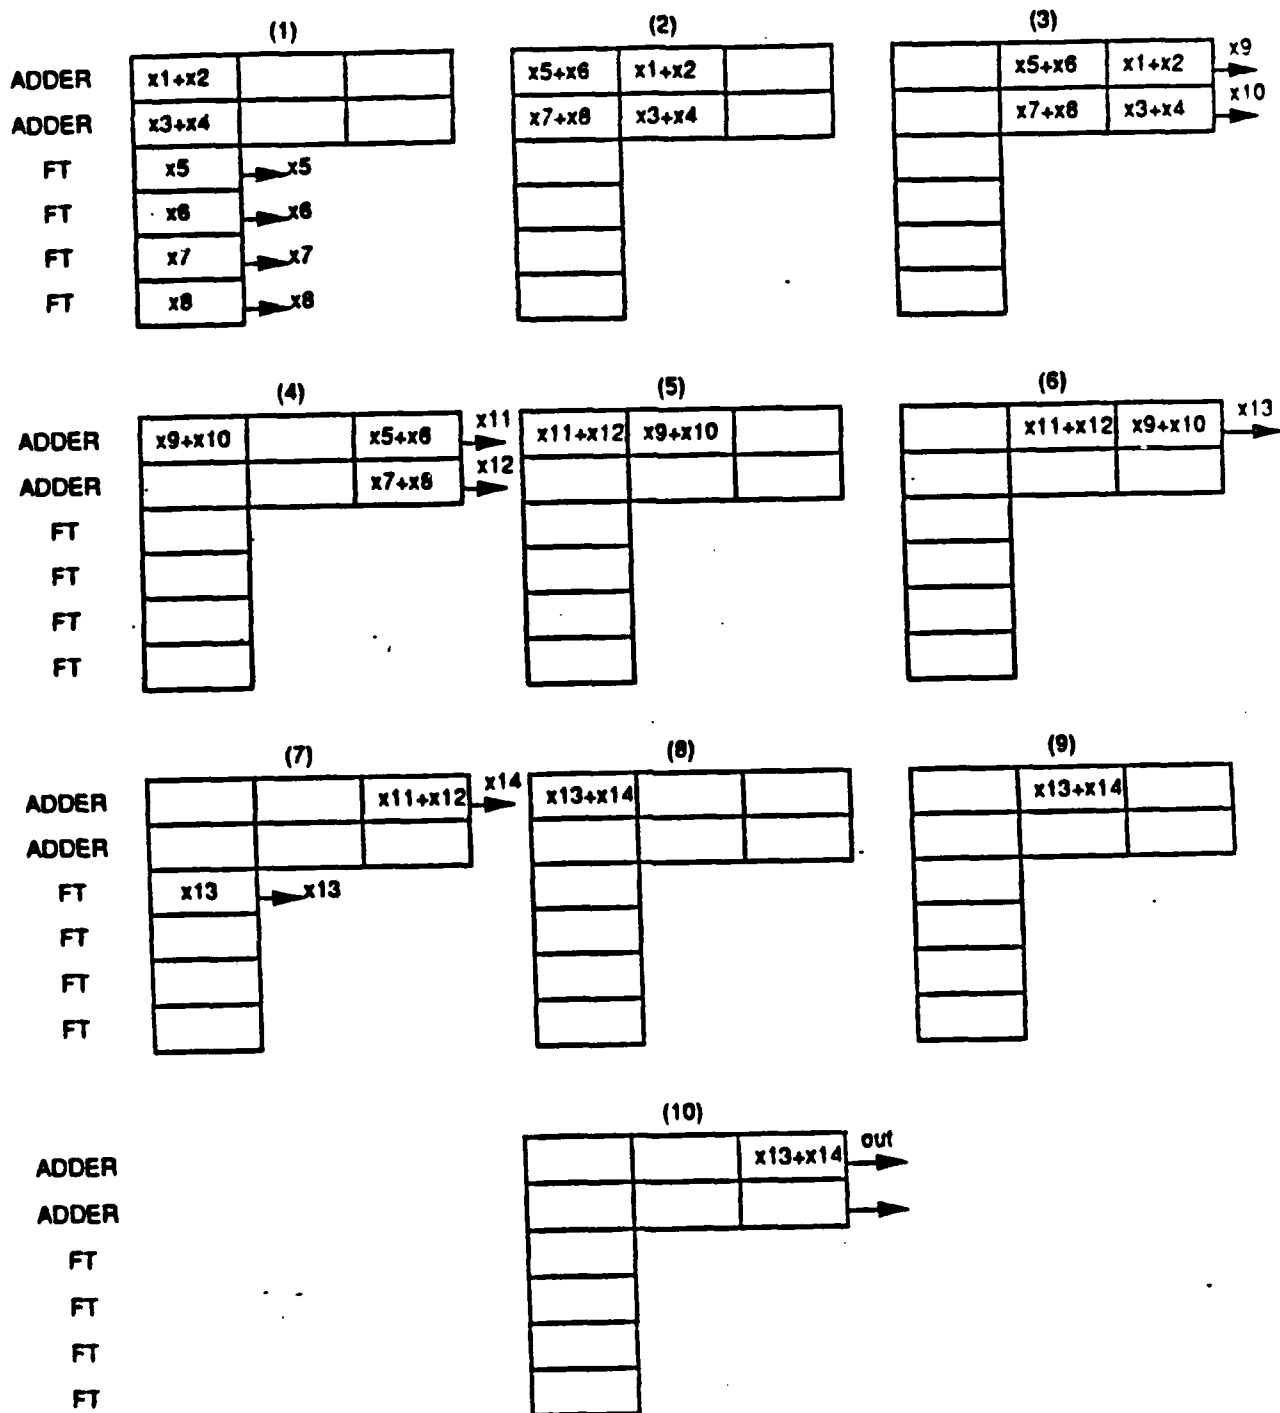 (1) (2) (3)
ADDER x1+x2 x5+x6 x1+x2 x5+x6 x1+x2 x9
ADDER x3+x4 x7+x8 x3+x4 x7+x8 x3+x4 x10
FT x5 x5
FT x6 x6
FT x7 x7
FT x8 x8
(4) (5) (6)
ADDER x9+x10 x5+x6 x11 x11+x12 x9+x10 x11+x12 x9+x10 x13
ADDER x7+x8 x12
FT
FT
FT
FT
(7) (8) (9)
ADDER x11+x12 x14 x13+x14 x13+x14
ADDER
FT x13 x13
FT
FT
FT
(10)
ADDER x13+x14 out
ADDER
FT
FT
FT
FT